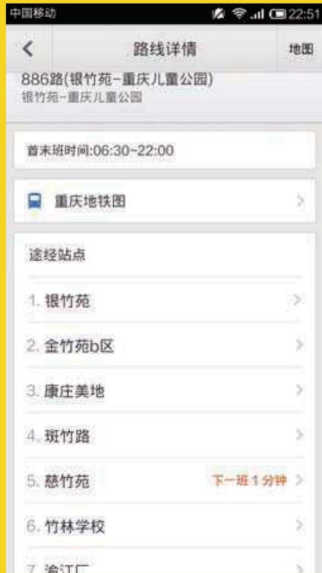 中国移动 22:51
路线详情 地图
886路(银竹苑-重庆儿童公园)
银竹苑-重庆儿童公园
首末班时间:06:30~22:00
重庆地铁图
途经站点
1. 银竹苑
2. 金竹苑b区
3. 康庄美地
4. 斑竹路
5. 慈竹苑 下一班 1 分钟
6. 竹林学校
7. 渝江厂